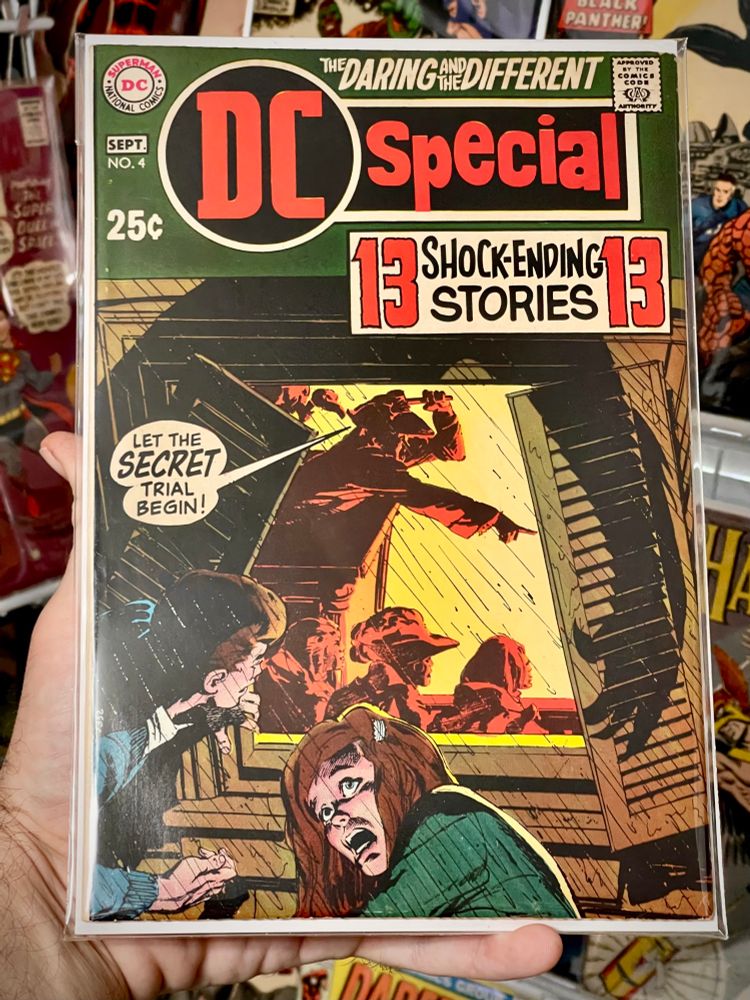 BLACK
PANTHER!
THE DARING AND THE DIFFERENT
APPROVED
BY THE
COMICS
CODE
CA
AUTHORITY
SUPERMAN
DC
NATIONAL COMICS
DC Special
SEPT.
NO. 4
25¢
13 SHOCK-ENDING STORIES 13
LET THE
SECRET
TRIAL
BEGIN!